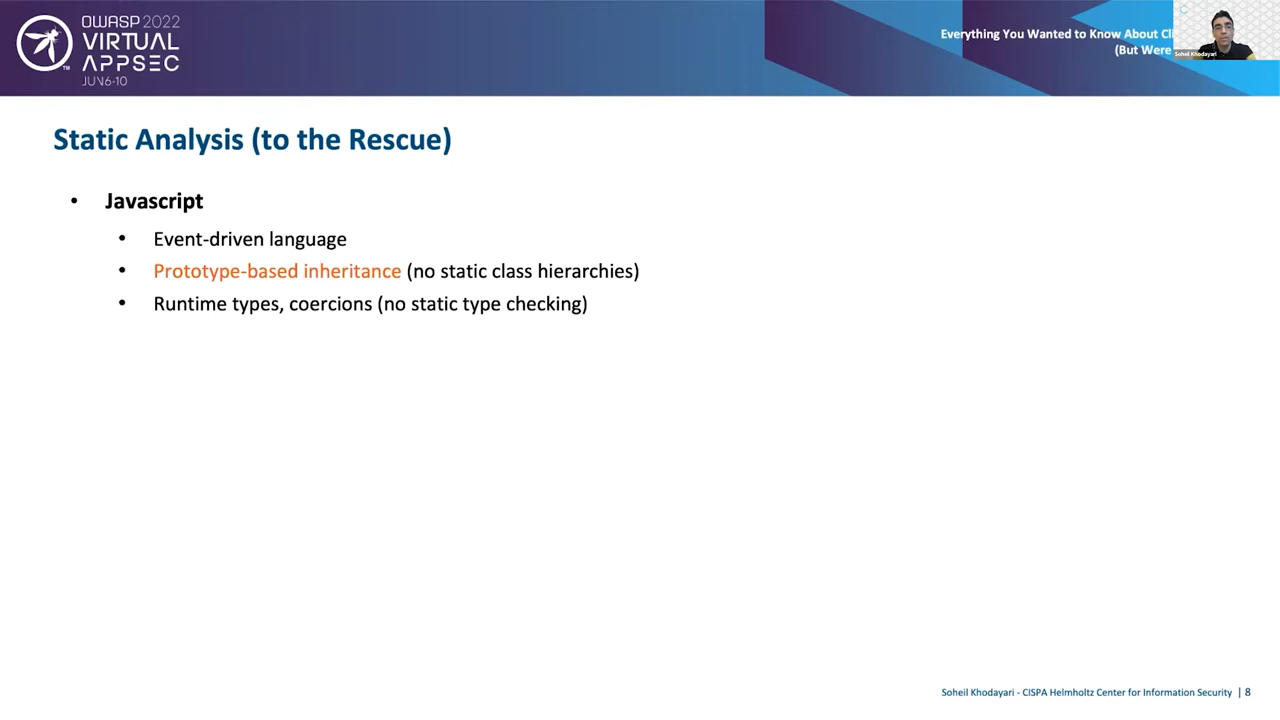 OWASP 2022
VIRTUAL
APPSEC
JUN 6-10
TM
Everything You Wanted to Know About Cli
(But Were
Soheil Khodayari
Static Analysis (to the Rescue)
• Javascript
• Event-driven language
• Prototype-based inheritance (no static class hierarchies)
• Runtime types, coercions (no static type checking)
Soheil Khodayari - CISPA Helmholtz Center for Information Security | 8